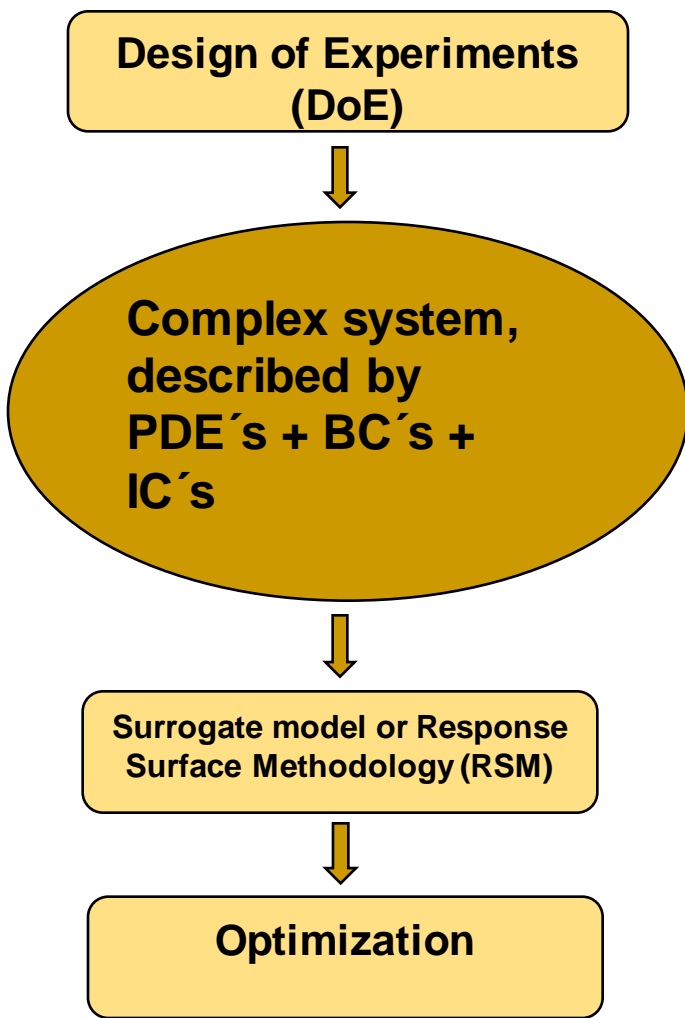 Design of Experiments
(DoE)
Complex system,
described by
PDE´s + BC´s +
IC´s
Surrogate model or Response
Surface Methodology (RSM)
Optimization